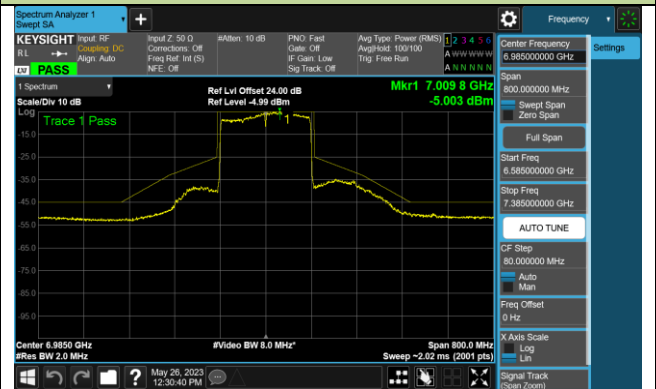 Spectrum Analyzer 1
Swept SA
Frequency
KEYSIGHT
RL
LXI
PASS
Input: RF
Coupling: DC
Align: Auto
Input Z: 50 Ω
Corrections: Off
Freq Ref: Int (S)
NFE: Off
#Atten: 10 dB
PNO: Fast
Gate: Off
IF Gain: Low
Sig Track: Off
Avg Type: Power (RMS)
Avg|Hold: 100/100
Trig: Free Run
1 2 3 4 5 6
A W W W W W
A N N N N N
1 Spectrum
Scale/Div 10 dB
Log
Ref Lvl Offset 24.00 dB
Ref Level -4.99 dBm
Mkr1 7.009 8 GHz
-5.003 dBm
Trace 1 Pass
1
-15.0
-25.0
-35.0
-45.0
-55.0
-65.0
-75.0
-85.0
-95.0
Center 6.9850 GHz
#Res BW 2.0 MHz
#Video BW 8.0 MHz*
Span 800.0 MHz
Sweep ~2.02 ms (2001 pts)
Center Frequency
6.985000000 GHz
Settings
Span
800.000000 MHz
Swept Span
Zero Span
Full Span
Start Freq
6.585000000 GHz
Stop Freq
7.385000000 GHz
AUTO TUNE
CF Step
80.000000 MHz
Auto
Man
Freq Offset
0 Hz
X Axis Scale
Log
Lin
Signal Track
(Span Zoom)
May 26, 2023
12:30:40 PM